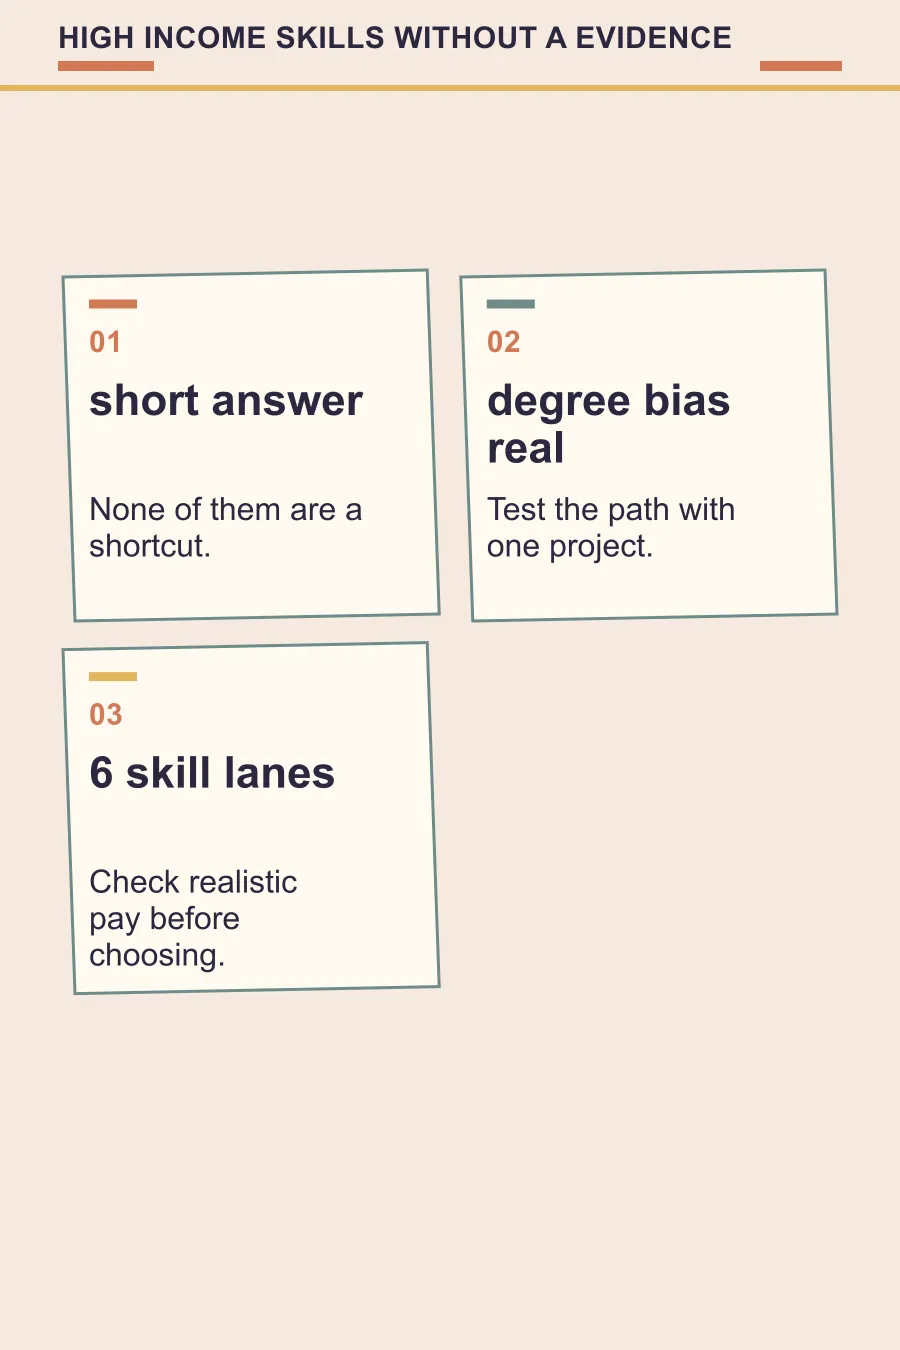 HIGH INCOME SKILLS WITHOUT A EVIDENCE
01
short answer
None of them are a
shortcut.
02
degree bias
real
Test the path with
one project.
03
6 skill lanes
Check realistic
pay before
choosing.